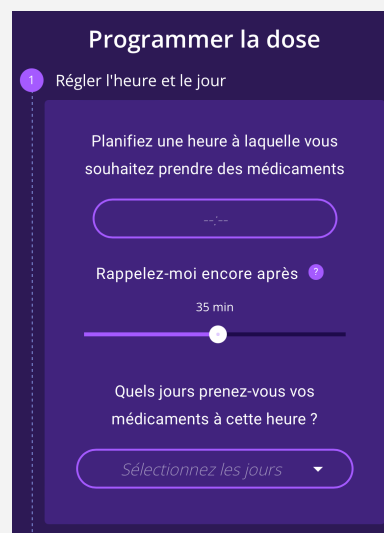 Programmer la dose
1
Régler l'heure et le jour
Planifiez une heure à laquelle vous
souhaitez prendre des médicaments
--:--
Rappelez-moi encore après ?
35 min
Quels jours prenez-vous vos
médicaments à cette heure ?
Sélectionnez les jours